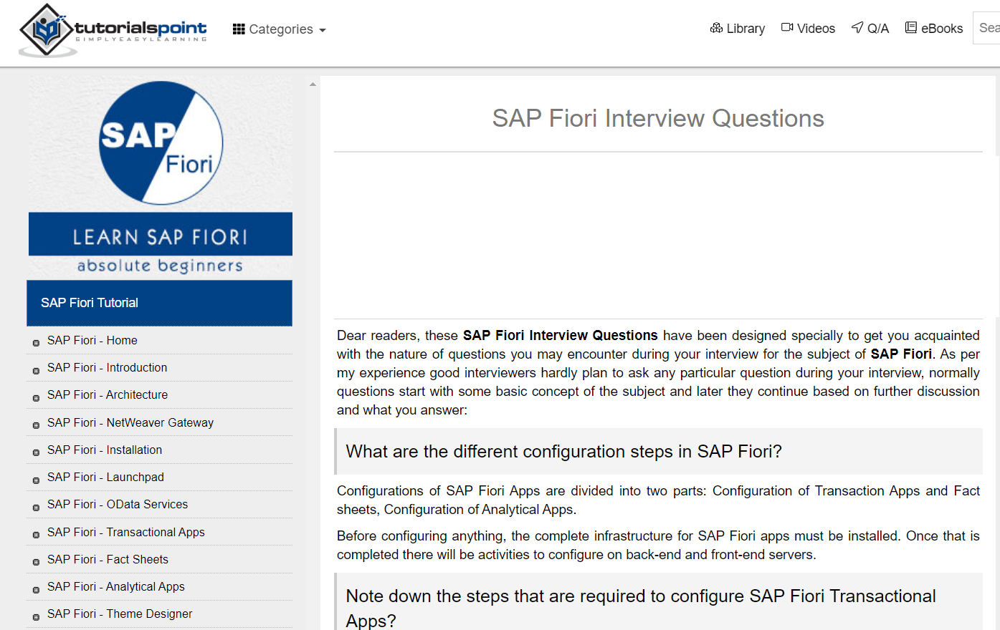 tutorialspoint
SIMPLYEASYLEARNING
Categories
Library
Videos
Q/A
eBooks
Sea
SAP
Fiori
LEARN SAP FIORI
absolute beginners
SAP Fiori Tutorial
SAP Fiori - Home
SAP Fiori - Introduction
SAP Fiori - Architecture
SAP Fiori - NetWeaver Gateway
SAP Fiori - Installation
SAP Fiori - Launchpad
SAP Fiori - OData Services
SAP Fiori - Transactional Apps
SAP Fiori - Fact Sheets
SAP Fiori - Analytical Apps
SAP Fiori - Theme Designer
SAP Fiori Interview Questions
Dear readers, these SAP Fiori Interview Questions have been designed specially to get you acquainted
with the nature of questions you may encounter during your interview for the subject of SAP Fiori. As per
my experience good interviewers hardly plan to ask any particular question during your interview, normally
questions start with some basic concept of the subject and later they continue based on further discussion
and what you answer:
What are the different configuration steps in SAP Fiori?
Configurations of SAP Fiori Apps are divided into two parts: Configuration of Transaction Apps and Fact
sheets, Configuration of Analytical Apps.
Before configuring anything, the complete infrastructure for SAP Fiori apps must be installed. Once that is
completed there will be activities to configure on back-end and front-end servers.
Note down the steps that are required to configure SAP Fiori Transactional
Apps?